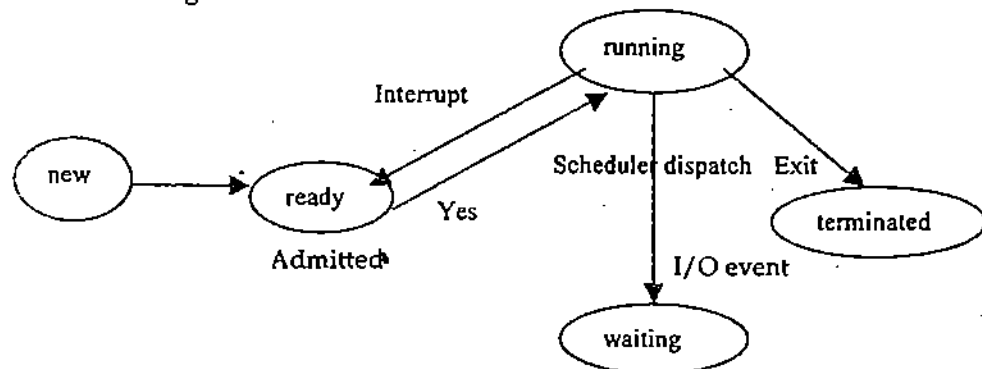 running
Interrupt
new
Scheduler dispatch
Exit
ready
Yes
terminated
Admitted
I/O event
waiting